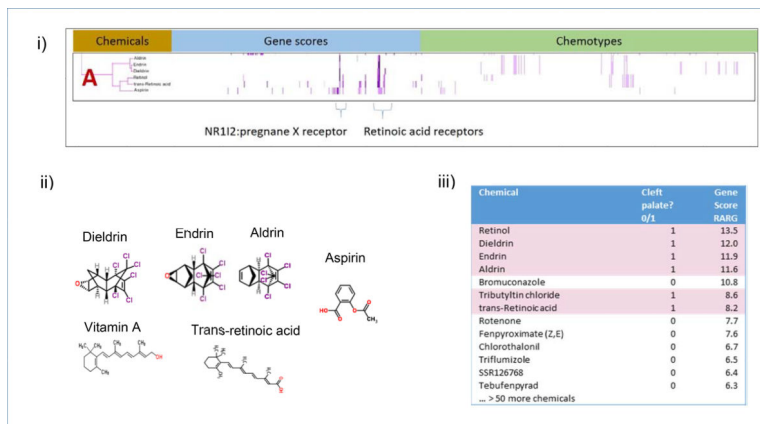 i)
Chemicals Gene scores Chemotypes
A
Aldrin
Endrin
Dieldrin
Retinol
trans-Retinoic acid
Aspirin
NR1I2:pregnane X receptor Retinoic acid receptors
ii)
Dieldrin Endrin Aldrin Aspirin
Vitamin A Trans-retinoic acid
iii)
Chemical Cleft palate? 0/1 Gene Score RARG
Retinol 1 13.5
Dieldrin 1 12.0
Endrin 1 11.9
Aldrin 1 11.6
Bromuconazole 0 10.8
Tributyltin chloride 1 8.6
trans-Retinoic acid 1 8.2
Rotenone 0 7.7
Fenpyroximate (Z,E) 0 7.6
Chlorothalonil 0 6.7
Triflumizole 0 6.5
SSR126768 0 6.4
Tebufenpyrad 0 6.3
... > 50 more chemicals